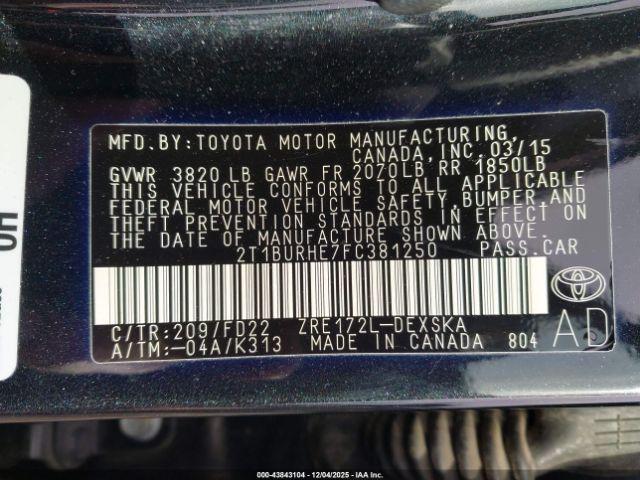 MFD. BY: TOYOTA MOTOR MANUFACTURING,
CANADA, INC. 03/15
GVWR 3820 LB GAWR FR 2070LB, RR 1850LB
THIS VEHICLE CONFORMS TO ALL APPLICABLE
FEDERAL MOTOR VEHICLE SAFETY, BUMPER, AND
THEFT PREVENTION STANDARDS IN EFFECT ON
THE DATE OF MANUFACTURE SHOWN ABOVE.
2T1BURHE7FC381250 PASS. CAR
C/TR: 209/FD22 ZRE172L-DEXSKA
A/TM: -04A/K313 MADE IN CANADA 804
AD
000-43843104 - 12/04/2025 - IAA Inc.